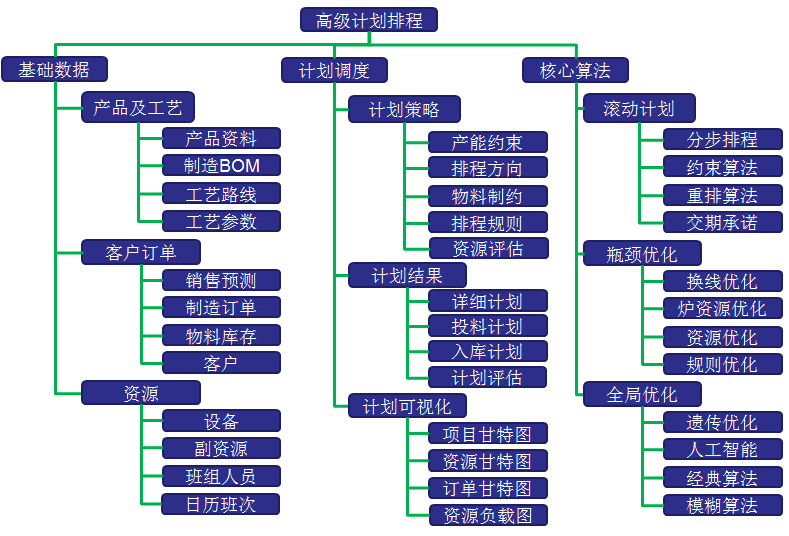 高级计划排程
基础数据
产品及工艺
产品资料
制造BOM
工艺路线
工艺参数
客户订单
销售预测
制造订单
物料库存
客户
资源
设备
副资源
班组人员
日历班次
计划调度
计划策略
产能约束
排程方向
物料制约
排程规则
资源评估
计划结果
详细计划
投料计划
入库计划
计划评估
计划可视化
项目甘特图
资源甘特图
订单甘特图
资源负载图
核心算法
滚动计划
分步排程
约束算法
重排算法
交期承诺
瓶颈优化
换线优化
炉资源优化
资源优化
规则优化
全局优化
遗传优化
人工智能
经典算法
模糊算法